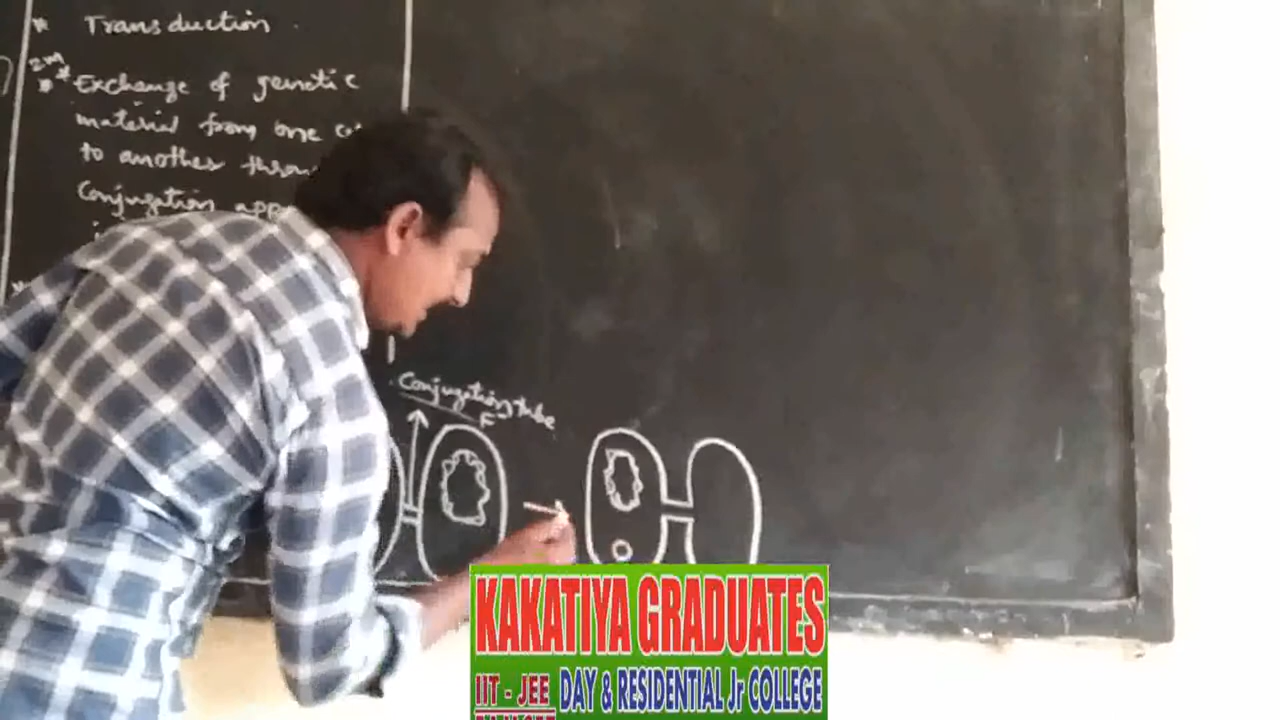 * Transduction
2M
** Exchange of genetic
material from one
to another
Conjugation
Conjugation tube
F-
KAKATIYA GRADUATES
IIT - JEE DAY & RESIDENTIAL Jr COLLEGE